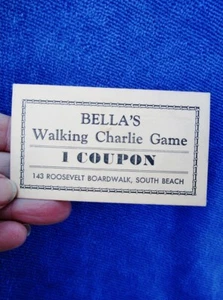 BELLA'S
Walking Charlie Game
1 COUPON
143 ROOSEVELT BOARDWALK, SOUTH BEACH